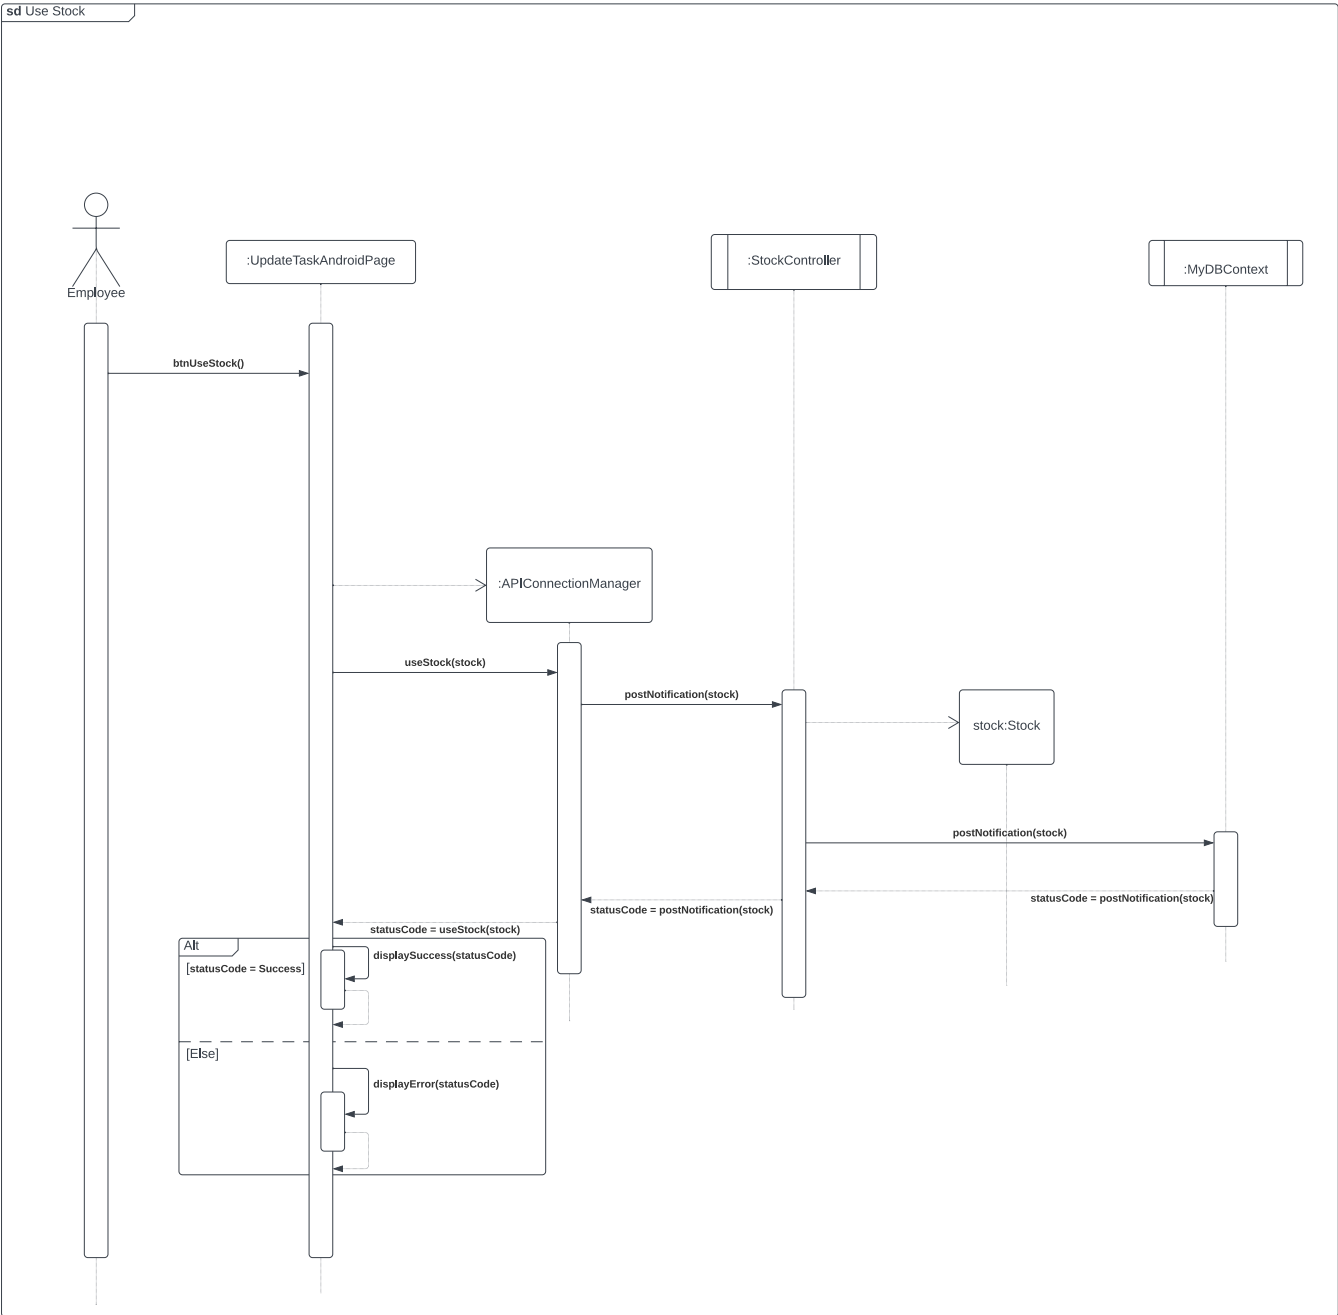 sd Use Stock
Employee
:UpdateTaskAndroidPage
:StockController
:MyDBContext
btnUseStock()
:APIConnectionManager
useStock(stock)
postNotification(stock)
stock:Stock
postNotification(stock)
statusCode = postNotification(stock)
statusCode = postNotification(stock)
statusCode = useStock(stock)
Alt
[statusCode = Success]
displaySuccess(statusCode)
[Else]
displayError(statusCode)